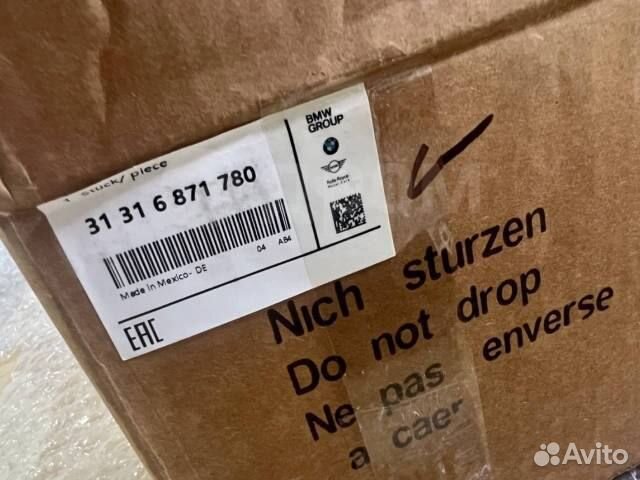 1 stück/ piece
31 31 6 871 780
Made in Mexico- DE
04 A84
EAC
BMW
GROUP
Nich stürzen
Do not drop
Ne pas enverse
a caer
Avito